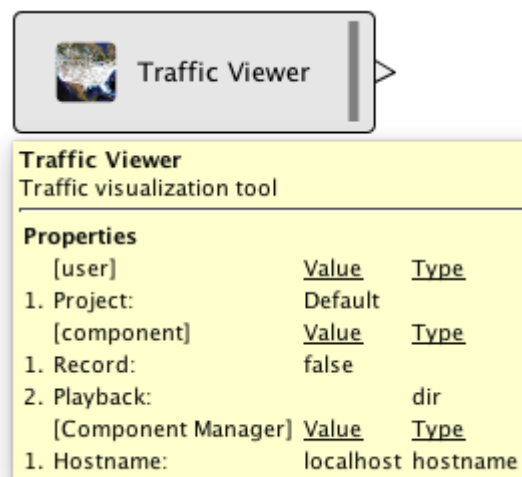 Traffic Viewer
Traffic Viewer
Traffic visualization tool
Properties
[user] Value Type
1. Project: Default
[component] Value Type
1. Record: false
2. Playback: dir
[Component Manager] Value Type
1. Hostname: localhost hostname